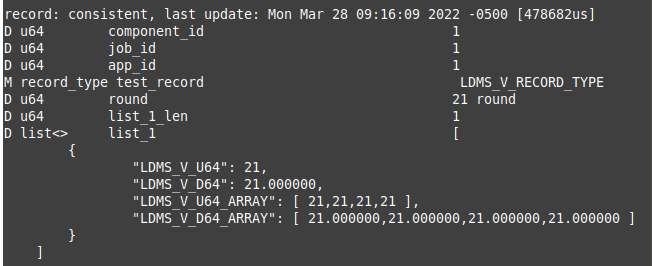 record: consistent, last update: Mon Mar 28 09:16:09 2022 -0500 [478682us]
D u64 component_id 1
D u64 job_id 1
D u64 app_id 1
M record_type test_record LDMS_V_RECORD_TYPE
D u64 round 21 round
D u64 list_1_len 1
D list<> list_1 [
{
"LDMS_V_U64": 21,
"LDMS_V_D64": 21.000000,
"LDMS_V_U64_ARRAY": [ 21,21,21,21 ],
"LDMS_V_D64_ARRAY": [ 21.000000,21.000000,21.000000,21.000000 ]
}
]